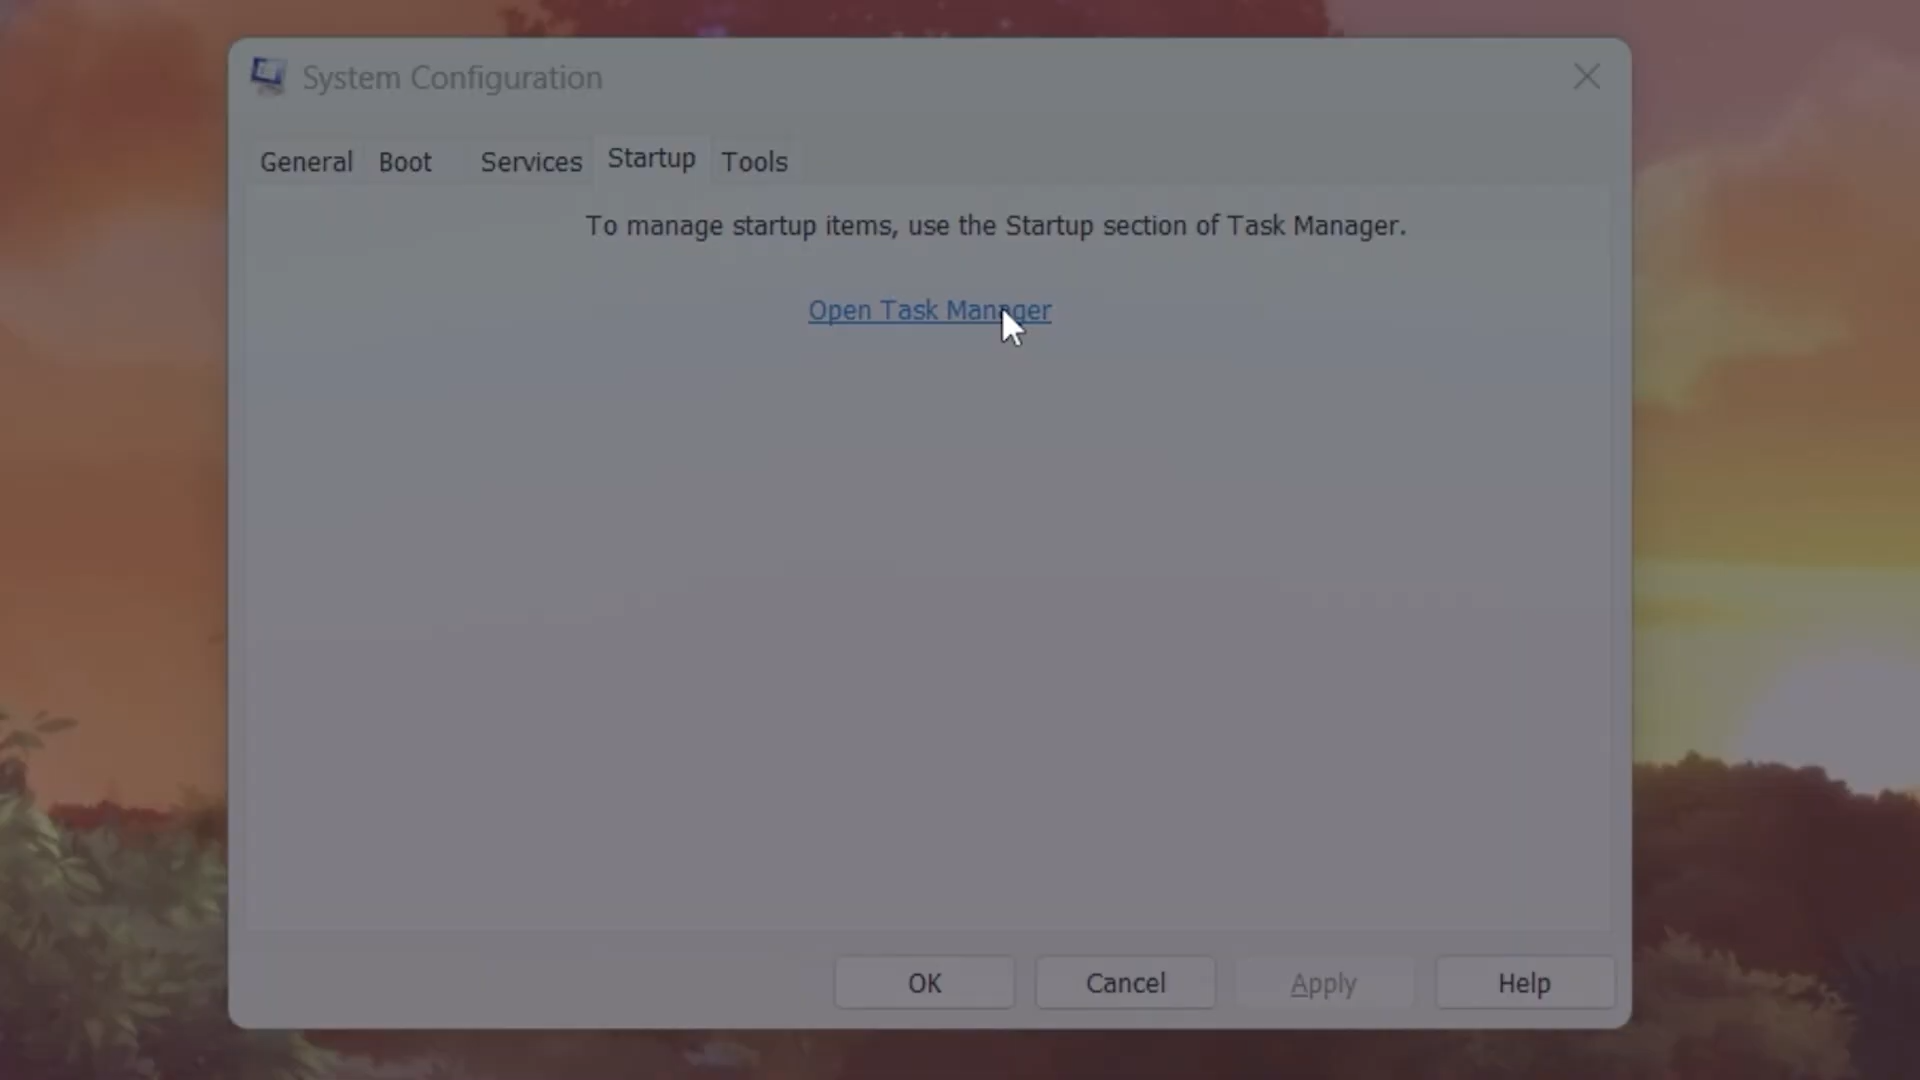 System Configuration
General Boot Services Startup Tools
To manage startup items, use the Startup section of Task Manager.
Open Task Manager
OK Cancel Apply Help